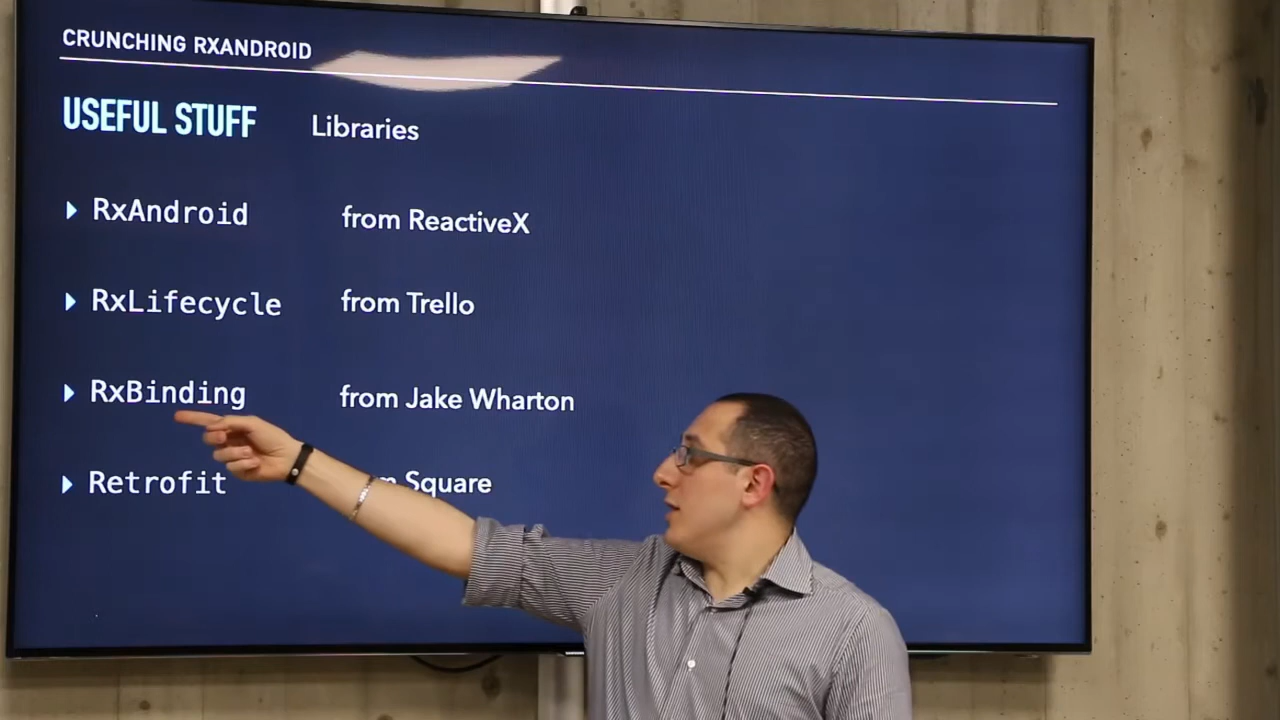 CRUNCHING RXANDROID
USEFUL STUFF Libraries
RxAndroid from ReactiveX
RxLifecycle from Trello
RxBinding from Jake Wharton
Retrofit Square